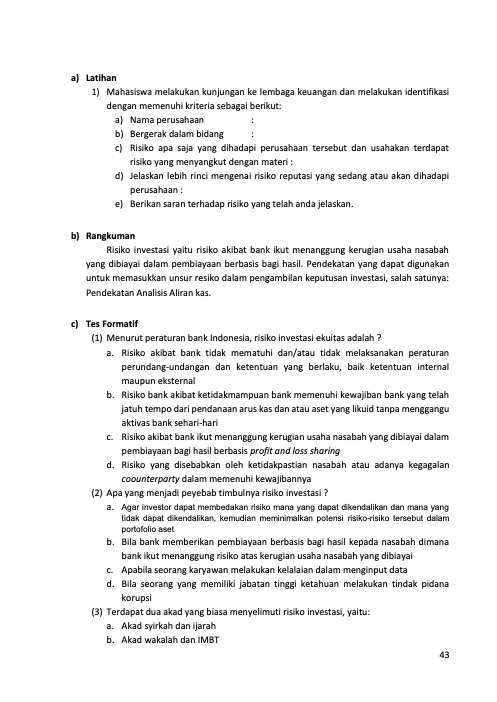 a) Latihan
1) Mahasiswa melakukan kunjungan ke lembaga keuangan dan melakukan identifikasi
dengan memenuhi kriteria sebagai berikut:
a) Nama perusahaan :
b) Bergerak dalam bidang :
c) Risiko apa saja yang dihadapi perusahaan tersebut dan usahakan terdapat
risiko yang menyangkut dengan materi :
d) Jelaskan lebih rinci mengenai risiko reputasi yang sedang atau akan dihadapi
perusahaan :
e) Berikan saran terhadap risiko yang telah anda jelaskan.
b) Rangkuman
Risiko investasi yaitu risiko akibat bank ikut menanggung kerugian usaha nasabah
yang dibiayai dalam pembiayaan berbasis bagi hasil. Pendekatan yang dapat digunakan
untuk memasukkan unsur resiko dalam pengambilan keputusan investasi, salah satunya:
Pendekatan Analisis Aliran kas.
c) Tes Formatif
(1) Menurut peraturan bank Indonesia, risiko investasi ekuitas adalah ?
a. Risiko akibat bank tidak mematuhi dan/atau tidak melaksanakan peraturan
perundang-undangan dan ketentuan yang berlaku, baik ketentuan internal
maupun eksternal
b. Risiko bank akibat ketidakmampuan bank memenuhi kewajiban bank yang telah
jatuh tempo dari pendanaan arus kas dan atau aset yang likuid tanpa menggangu
aktivas bank sehari-hari
c. Risiko akibat bank ikut menanggung kerugian usaha nasabah yang dibiayai dalam
pembiayaan bagi hasil berbasis profit and loss sharing
d. Risiko yang disebabkan oleh ketidakpastian nasabah atau adanya kegagalan
coounterparty dalam memenuhi kewajibannya
(2) Apa yang menjadi peyebab timbulnya risiko investasi ?
a. Agar investor dapat membedakan risiko mana yang dapat dikendalikan dan mana yang
tidak dapat dikendalikan, kemudian meminimalkan potensi risiko-risiko tersebut dalam
portofolio aset
b. Bila bank memberikan pembiayaan berbasis bagi hasil kepada nasabah dimana
bank ikut menanggung risiko atas kerugian usaha nasabah yang dibiayai
c. Apabila seorang karyawan melakukan kelalaian dalam menginput data
d. Bila seorang yang memiliki jabatan tinggi ketahuan melakukan tindak pidana
korupsi
(3) Terdapat dua akad yang biasa menyelimuti risiko investasi, yaitu:
a. Akad syirkah dan ijarah
b. Akad wakalah dan IMBT
43